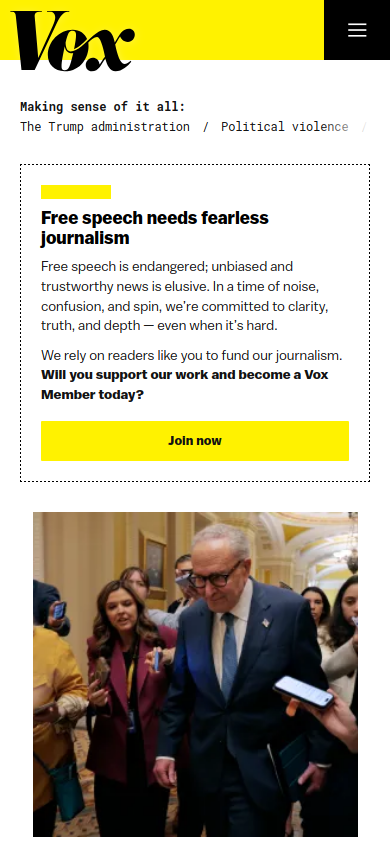 Vox
Making sense of it all:
The Trump administration / Political violence /
Free speech needs fearless
journalism
Free speech is endangered; unbiased and
trustworthy news is elusive. In a time of noise,
confusion, and spin, we're committed to clarity,
truth, and depth — even when it's hard.
We rely on readers like you to fund our journalism.
Will you support our work and become a Vox
Member today?
Join now